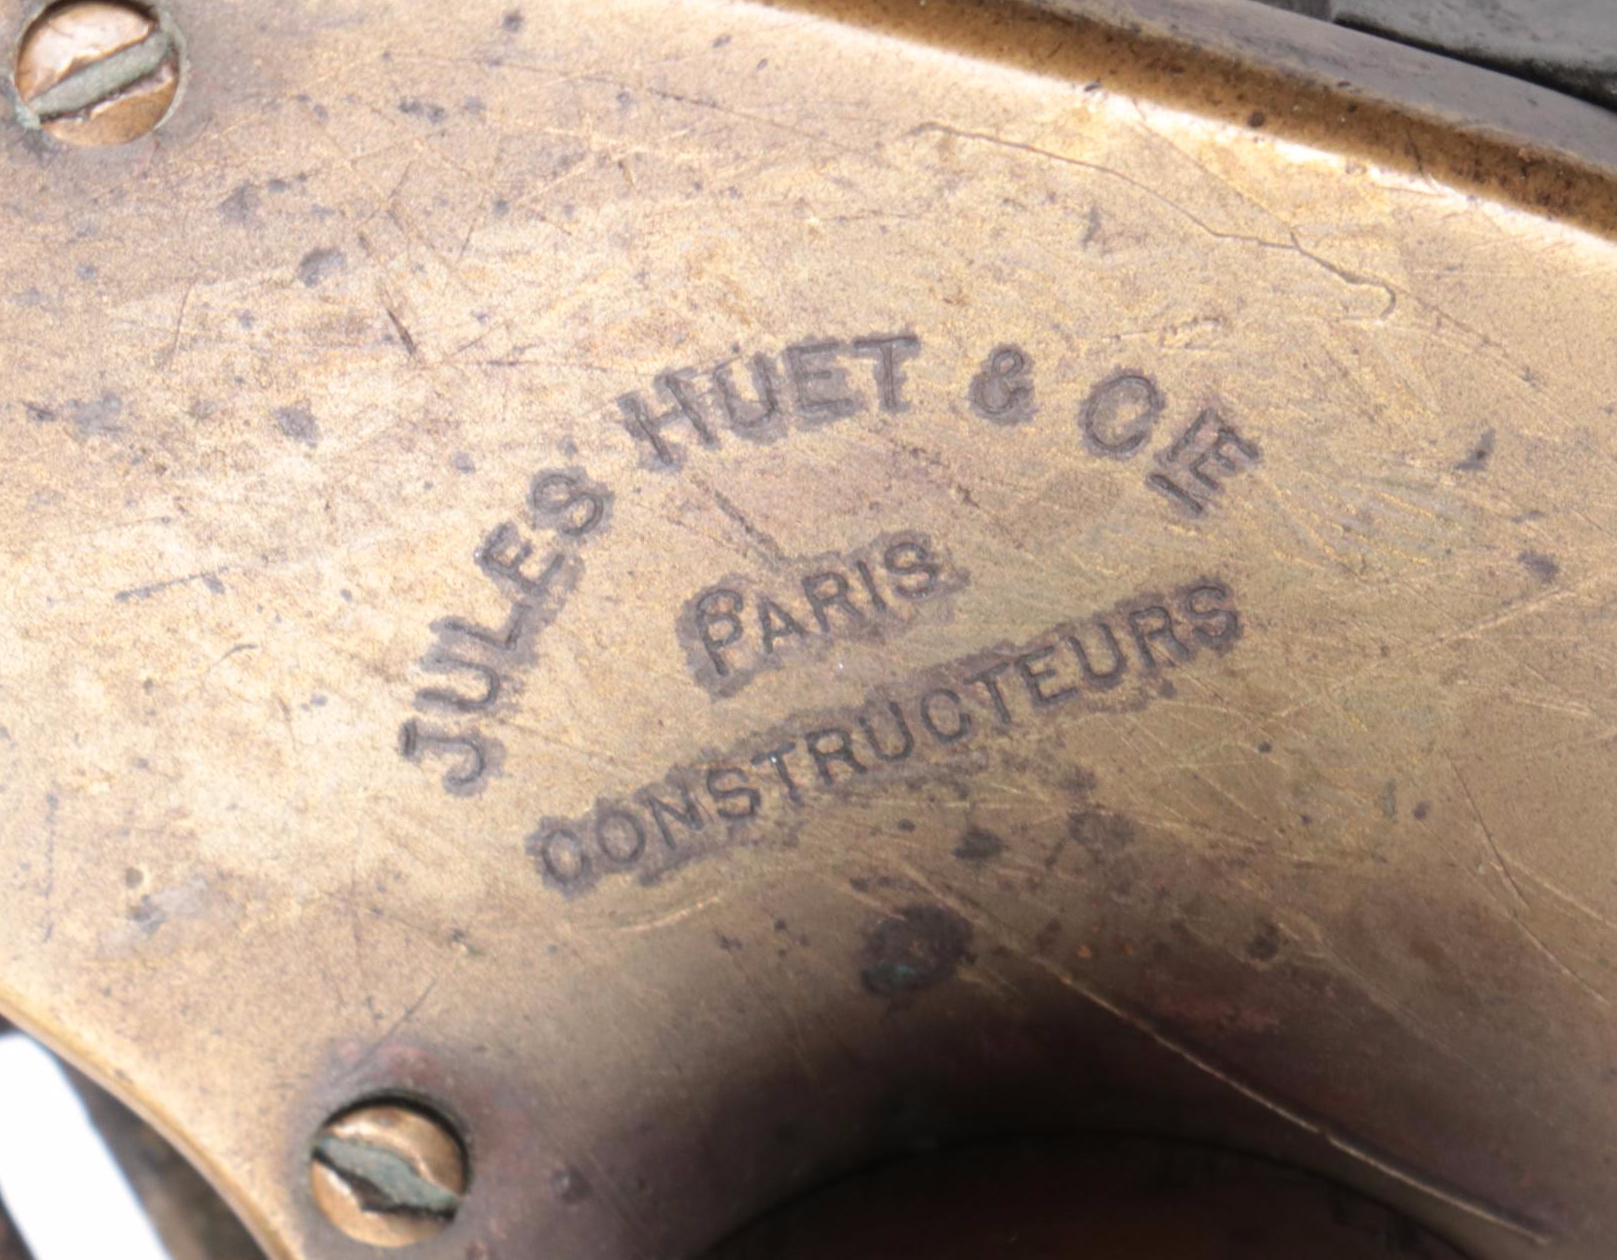 JULES HUET & CIE
PARIS
CONSTRUCTEURS